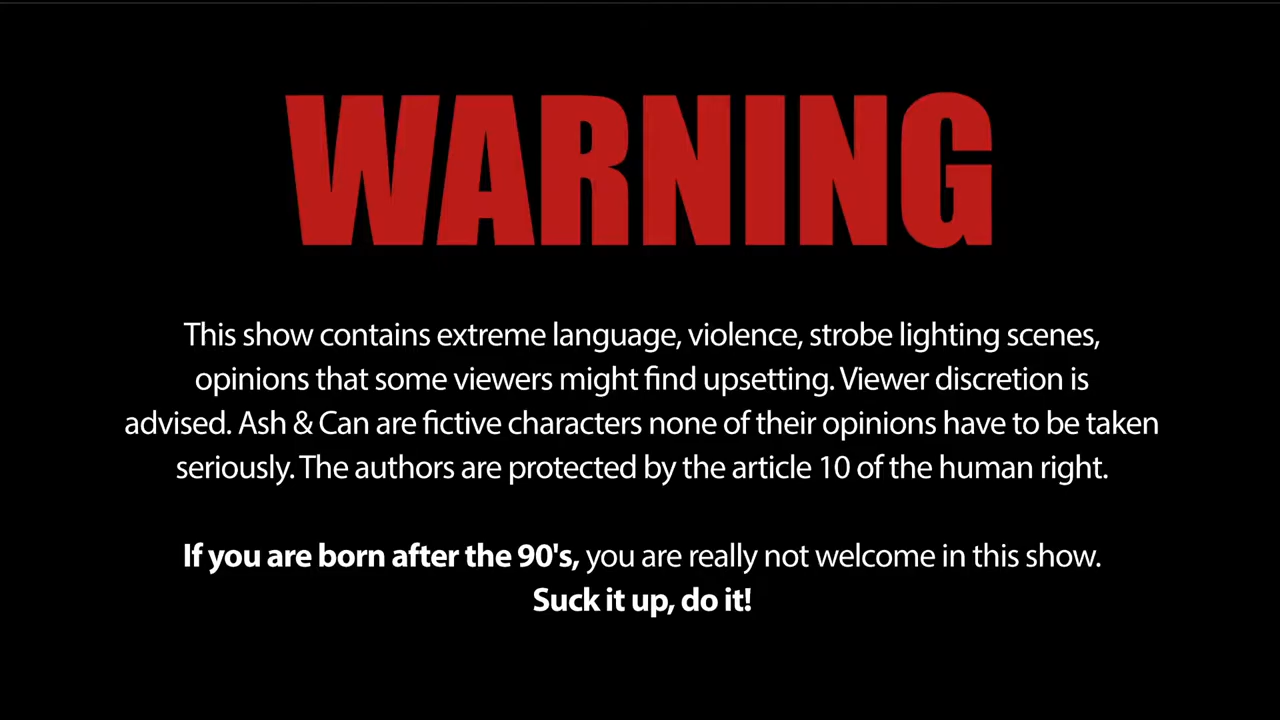 WARNING
This show contains extreme language, violence, strobe lighting scenes,
opinions that some viewers might find upsetting. Viewer discretion is
advised. Ash & Can are fictive characters none of their opinions have to be taken
seriously. The authors are protected by the article 10 of the human right.
If you are born after the 90's, you are really not welcome in this show.
Suck it up, do it!